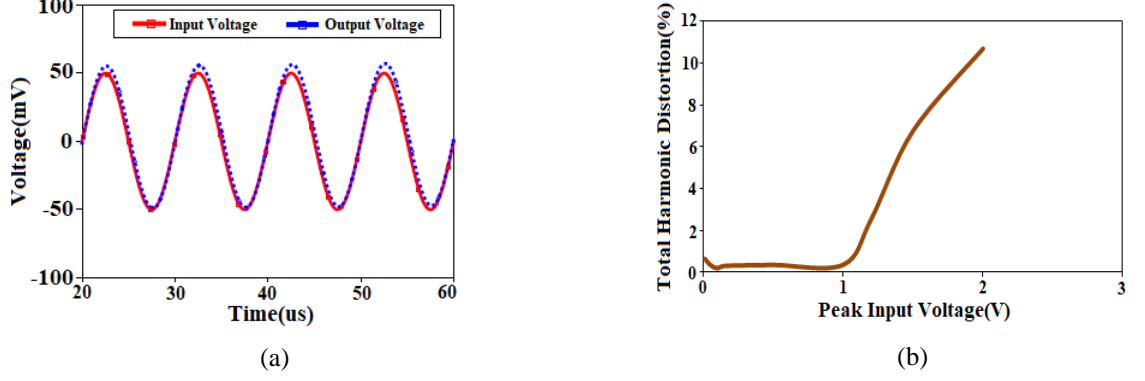 100
50
0
-50
-100
Voltage(mV)
Input Voltage
Output Voltage
20
30
40
50
60
Time(us)
(a)
12
10
8
6
4
2
0
Total Harmonic Distortion(%)
0
1
2
3
Peak Input Voltage(V)
(b)